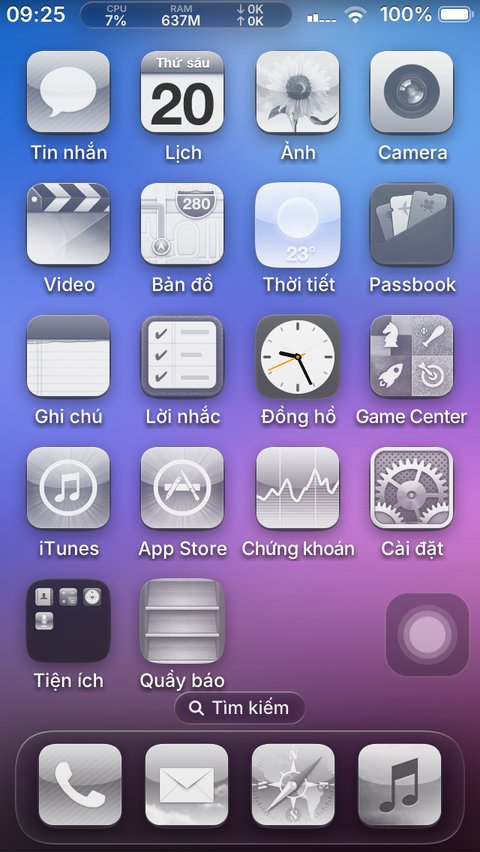 09:25 CPU 7% RAM 637M ↓0K ↑0K 100%
Thứ sáu
20
280
23°
Tin nhắn Lịch Ảnh Camera
Video Bản đồ Thời tiết Passbook
Ghi chú Lời nhắc Đồng hồ Game Center
iTunes App Store Chứng khoán Cài đặt
Tiện ích Quầy báo
Tìm kiếm
N